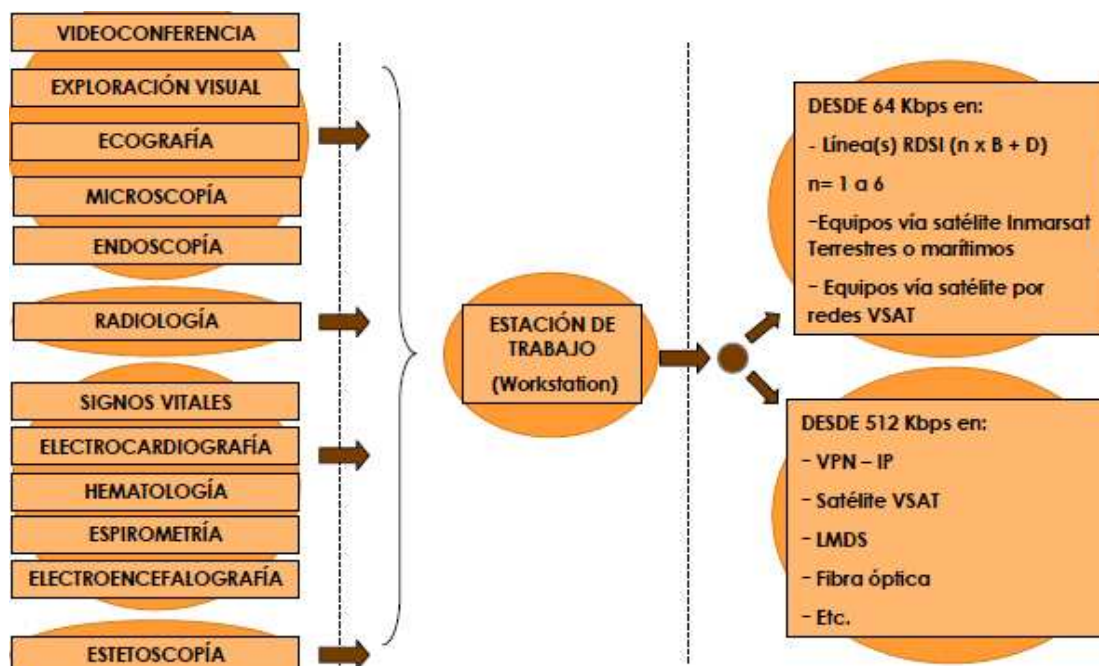 VIDEOCONFERENCIA
EXPLORACIÓN VISUAL
ECOGRAFÍA
MICROSCOPÍA
ENDOSCOPÍA
RADIOLOGÍA
SIGNOS VITALES
ELECTROCARDIOGRAFÍA
HEMATOLOGÍA
ESPIROMETRÍA
ELECTROENCEFALOGRAFÍA
ESTETOSCOPÍA
ESTACIÓN DE
TRABAJO
(Workstation)
DESDE 64 Kbps en:
- Línea(s) RDSI (n x B + D)
n= 1 a 6
-Equipos vía satélite Inmarsat
Terrestres o marítimos
- Equipos vía satélite por
redes VSAT
DESDE 512 Kbps en:
- VPN – IP
- Satélite VSAT
- LMDS
- Fibra óptica
- Etc.